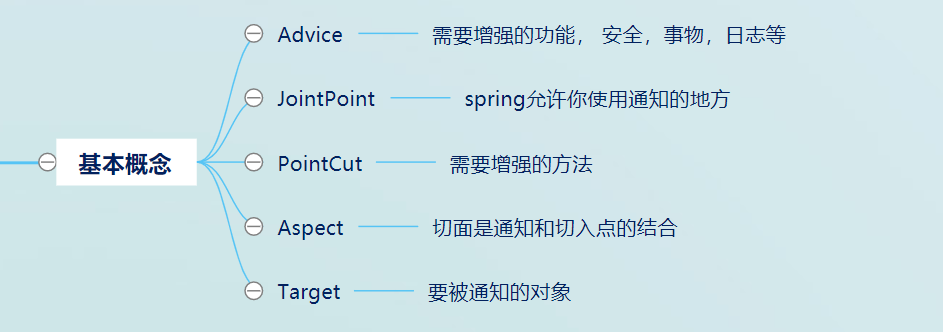 Advice 需要增强的功能， 安全，事物，日志等
JointPoint spring允许你使用通知的地方
基本概念 PointCut 需要增强的方法
Aspect 切面是通知和切入点的结合
Target 要被通知的对象